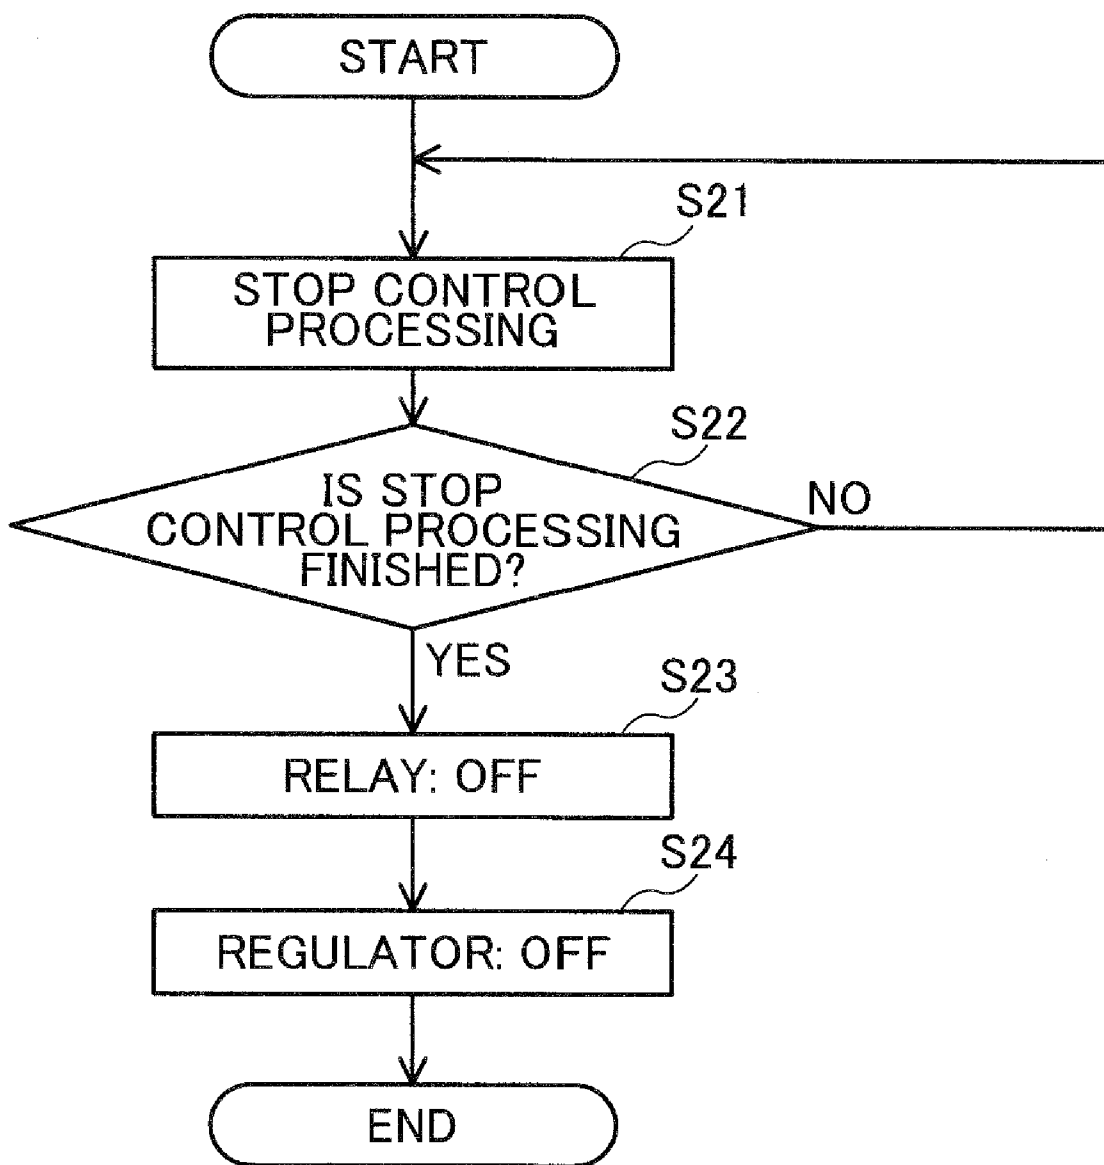 START
S21
STOP CONTROL
PROCESSING
S22
IS STOP
CONTROL PROCESSING
FINISHED?
NO
YES
S23
RELAY: OFF
S24
REGULATOR: OFF
END